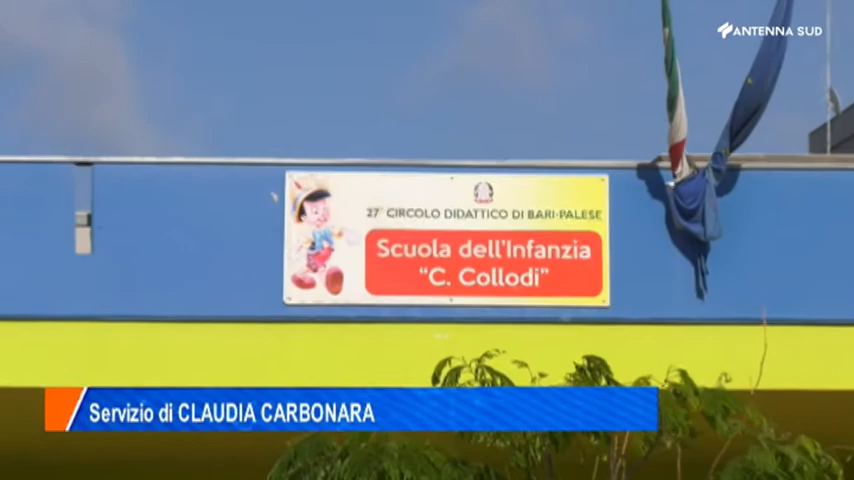 ANTENNA SUD
27° CIRCOLO DIDATTICO DI BARI-PALESE
Scuola dell'Infanzia
"C. Collodi"
Servizio di CLAUDIA CARBONARA